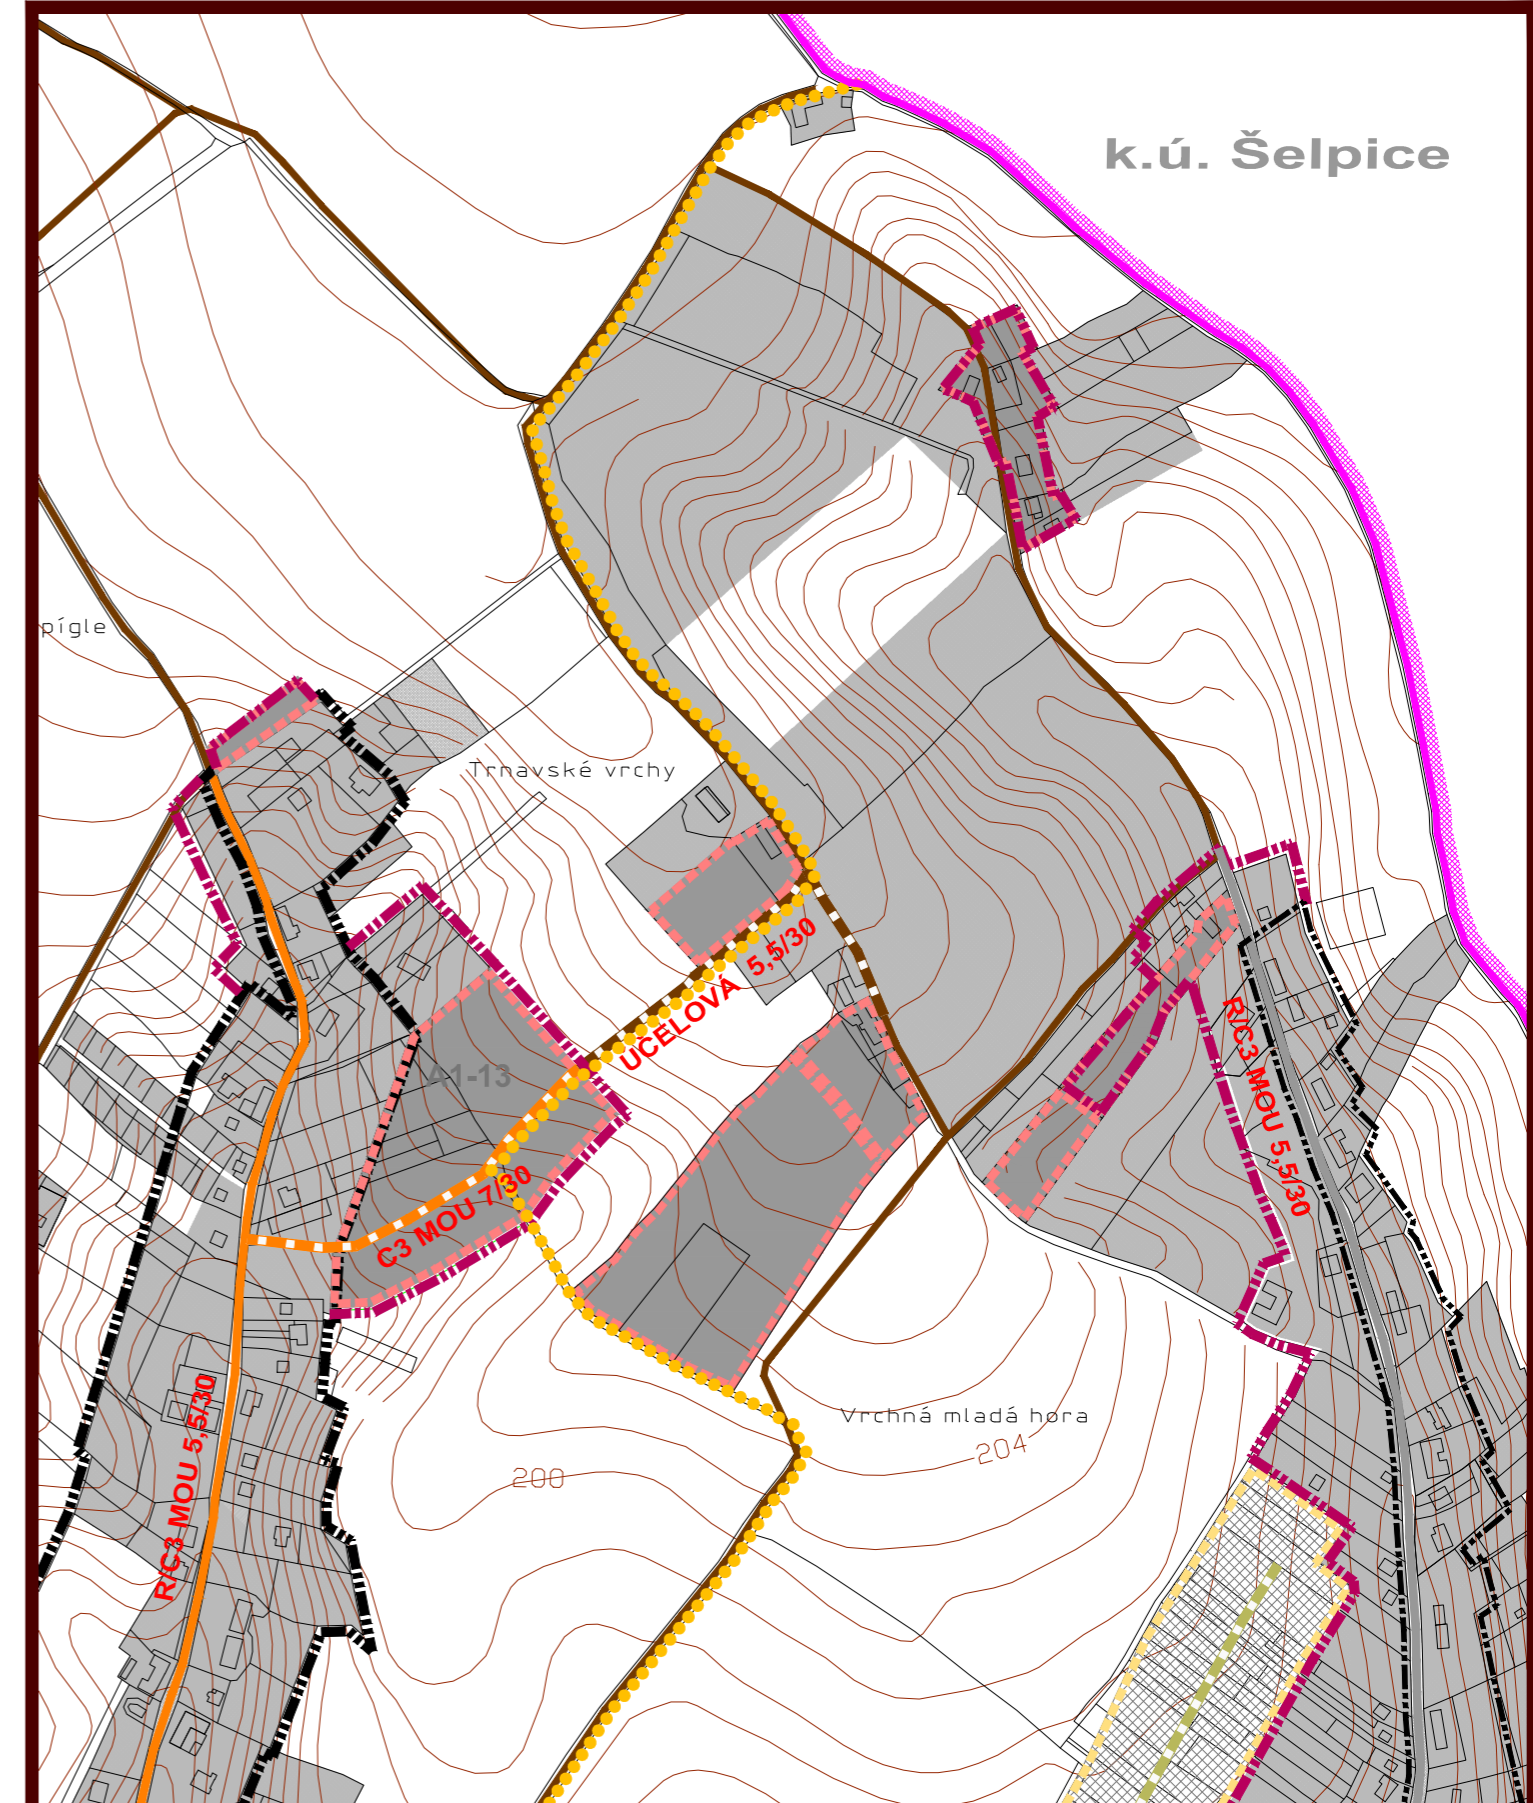 k.ú. Šelpice
pígle
Trnavské vrchy
ÚČELOVÁ 5,5/30
A1-13
R/C3 MOU 5,5/30
C3 MOU 7/30
R/C3 MOU 5,5/30
Vrchná mladá hora
204
200